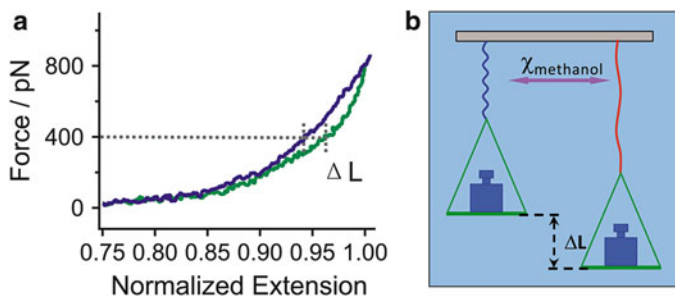 a
Force / pN
800
400
0
ΔL
0.75 0.80 0.85 0.90 0.95 1.00
Normalized Extension
b
χmethanol
ΔL